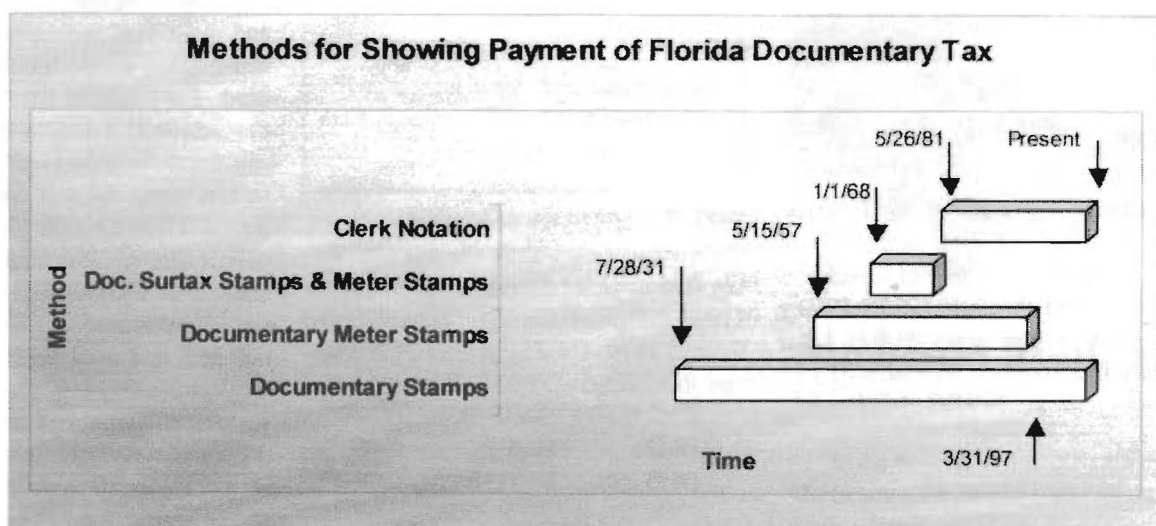 Methods for Showing Payment of Florida Documentary Tax
5/26/81 Present
1/1/68
Clerk Notation
5/15/57
7/28/31
Doc. Surtax Stamps & Meter Stamps
Method
Documentary Meter Stamps
Documentary Stamps
Time
3/31/97